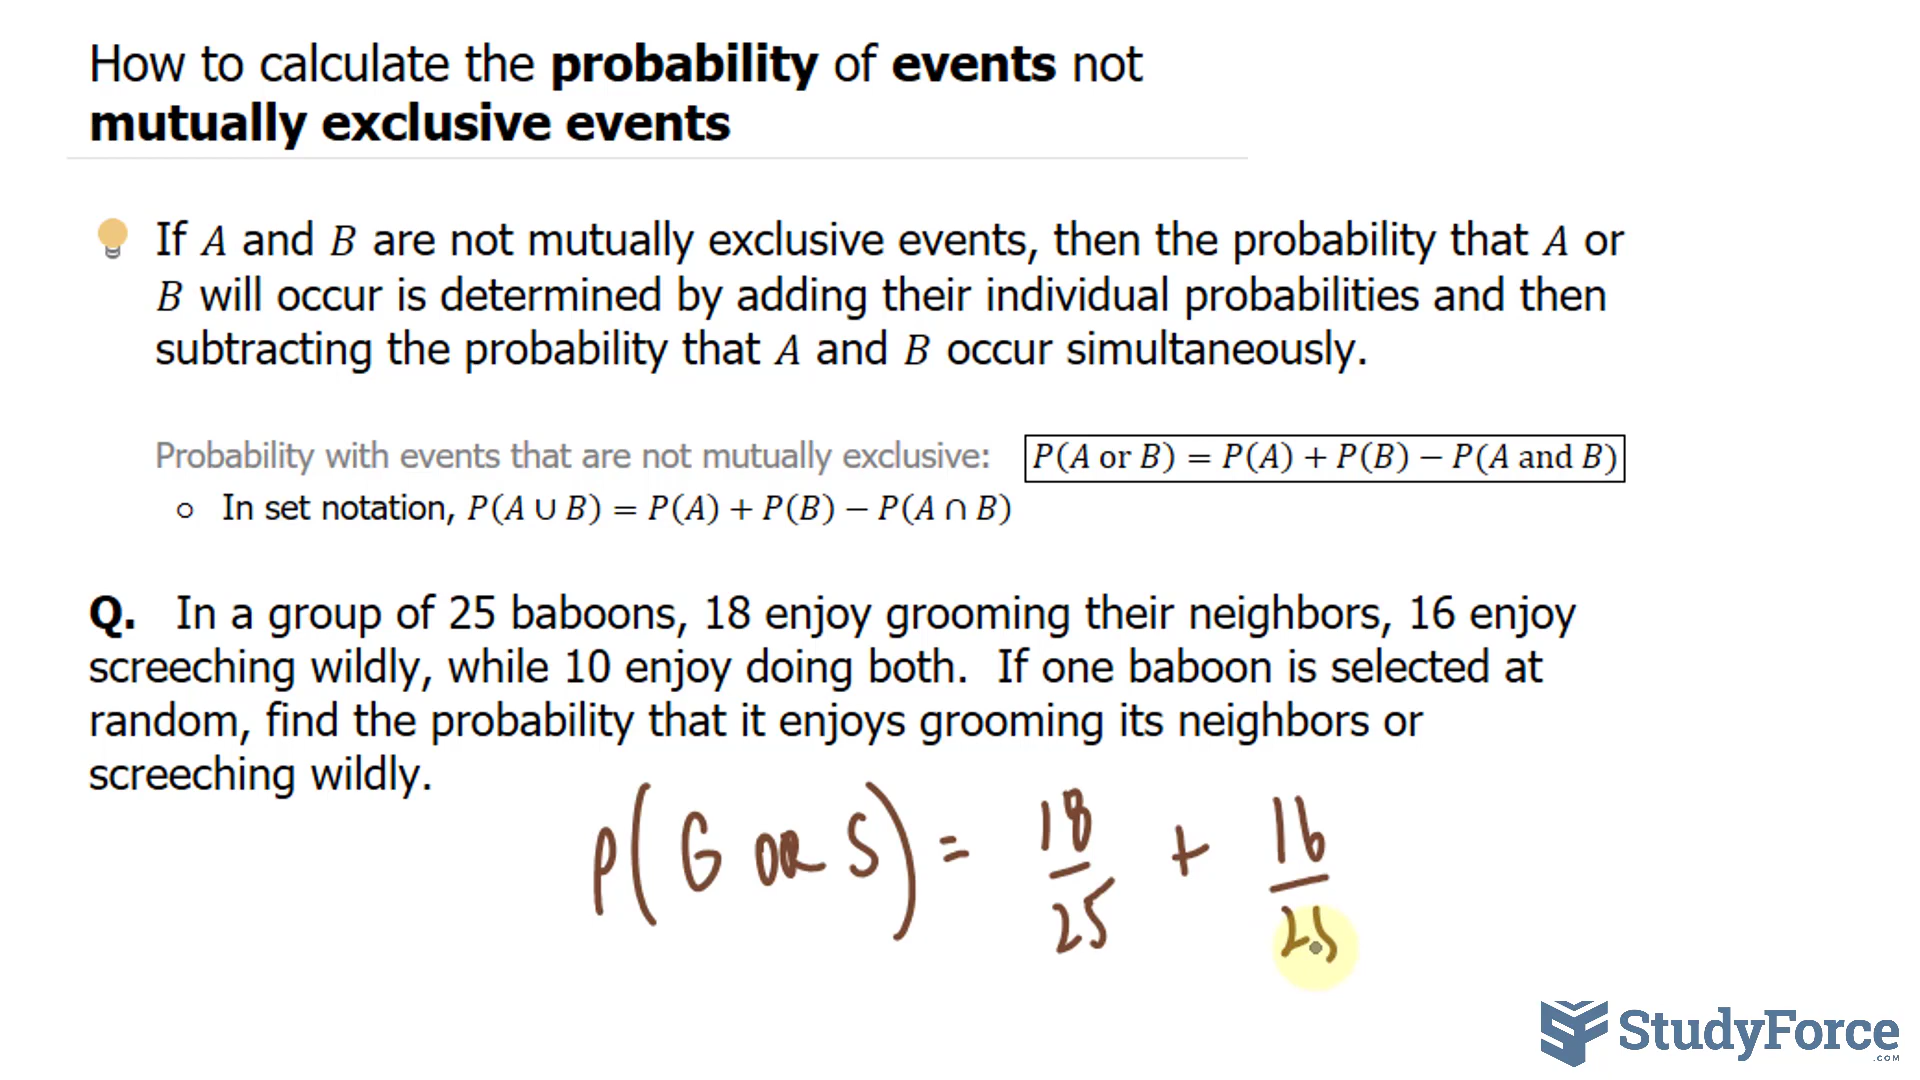 How to calculate the probability of events not
mutually exclusive events
If A and B are not mutually exclusive events, then the probability that A or
B will occur is determined by adding their individual probabilities and then
subtracting the probability that A and B occur simultaneously.
Probability with events that are not mutually exclusive: P(A or B) = P(A) + P(B) − P(A and B)
○ In set notation, P(A ∪ B) = P(A) + P(B) − P(A ∩ B)
Q. In a group of 25 baboons, 18 enjoy grooming their neighbors, 16 enjoy
screeching wildly, while 10 enjoy doing both. If one baboon is selected at
random, find the probability that it enjoys grooming its neighbors or
screeching wildly.
P(G OR S) = 18/25 + 16/25
StudyForce
.COM